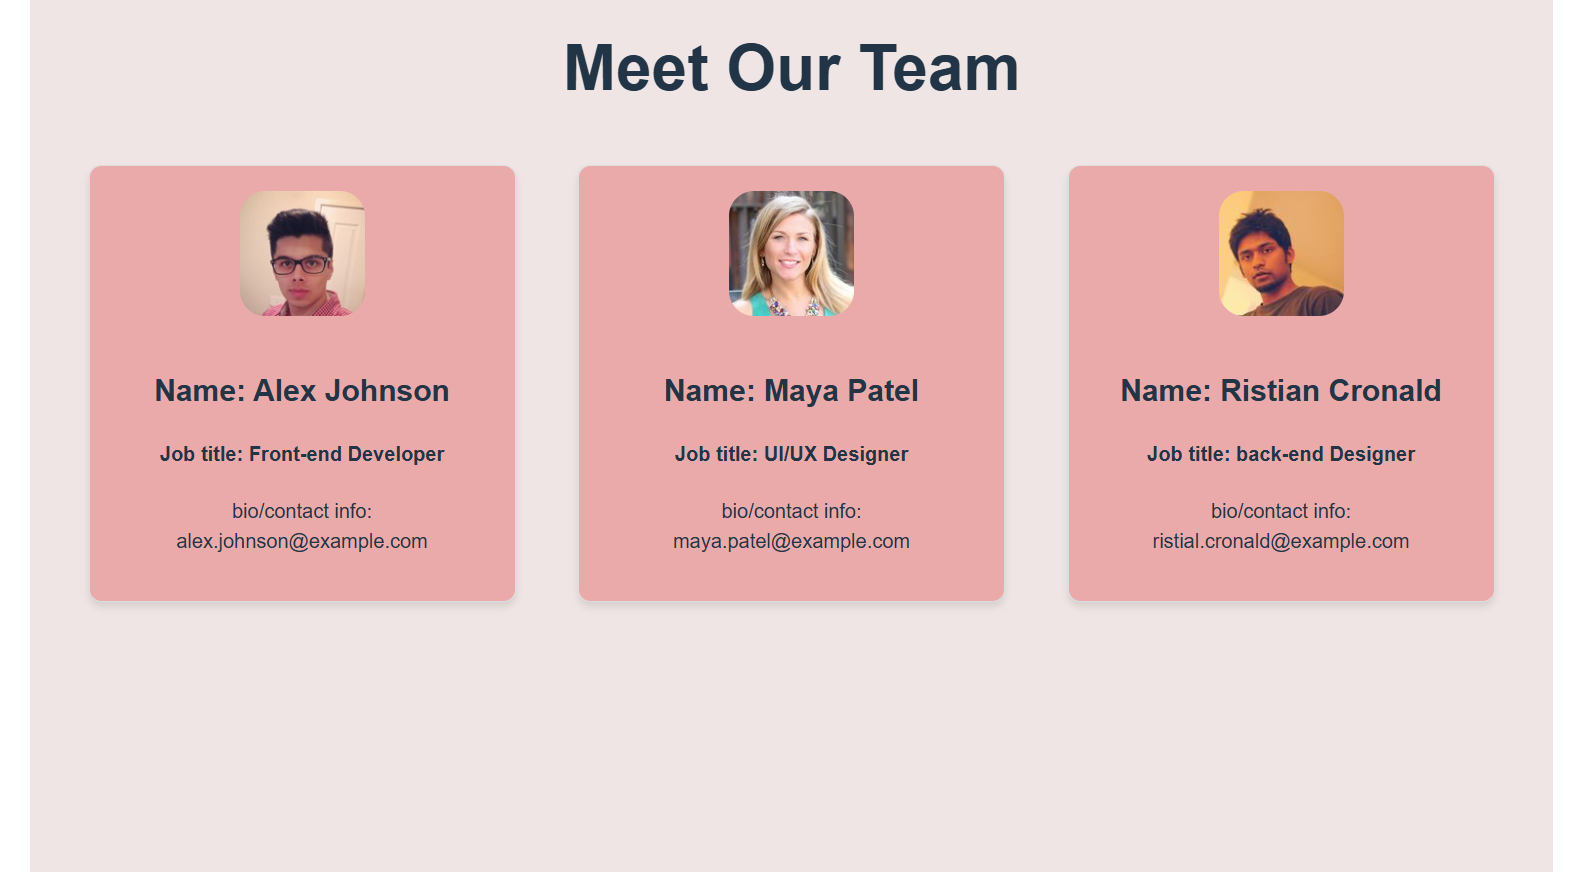 Meet Our Team
Name: Alex Johnson
Job title: Front-end Developer
bio/contact info:
alex.johnson@example.com
Name: Maya Patel
Job title: UI/UX Designer
bio/contact info:
maya.patel@example.com
Name: Ristian Cronald
Job title: back-end Designer
bio/contact info:
ristial.cronald@example.com